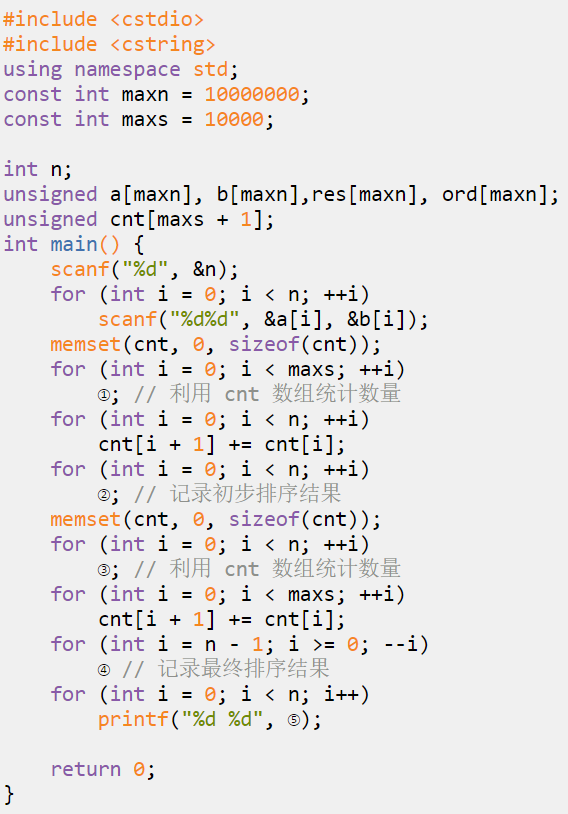 #include <cstdio>
#include <cstring>
using namespace std;
const int maxn = 10000000;
const int maxs = 10000;

int n;
unsigned a[maxn], b[maxn],res[maxn], ord[maxn];
unsigned cnt[maxs + 1];
int main() {
    scanf("%d", &n);
    for (int i = 0; i < n; ++i)
        scanf("%d%d", &a[i], &b[i]);
    memset(cnt, 0, sizeof(cnt));
    for (int i = 0; i < maxs; ++i)
        ①; // 利用 cnt 数组统计数量
    for (int i = 0; i < n; ++i)
        cnt[i + 1] += cnt[i];
    for (int i = 0; i < n; ++i)
        ②; // 记录初步排序结果
    memset(cnt, 0, sizeof(cnt));
    for (int i = 0; i < n; ++i)
        ③; // 利用 cnt 数组统计数量
    for (int i = 0; i < maxs; ++i)
        cnt[i + 1] += cnt[i];
    for (int i = n - 1; i >= 0; --i)
        ④ // 记录最终排序结果
    for (int i = 0; i < n; i++)
        printf("%d %d", ⑤);

    return 0;
}